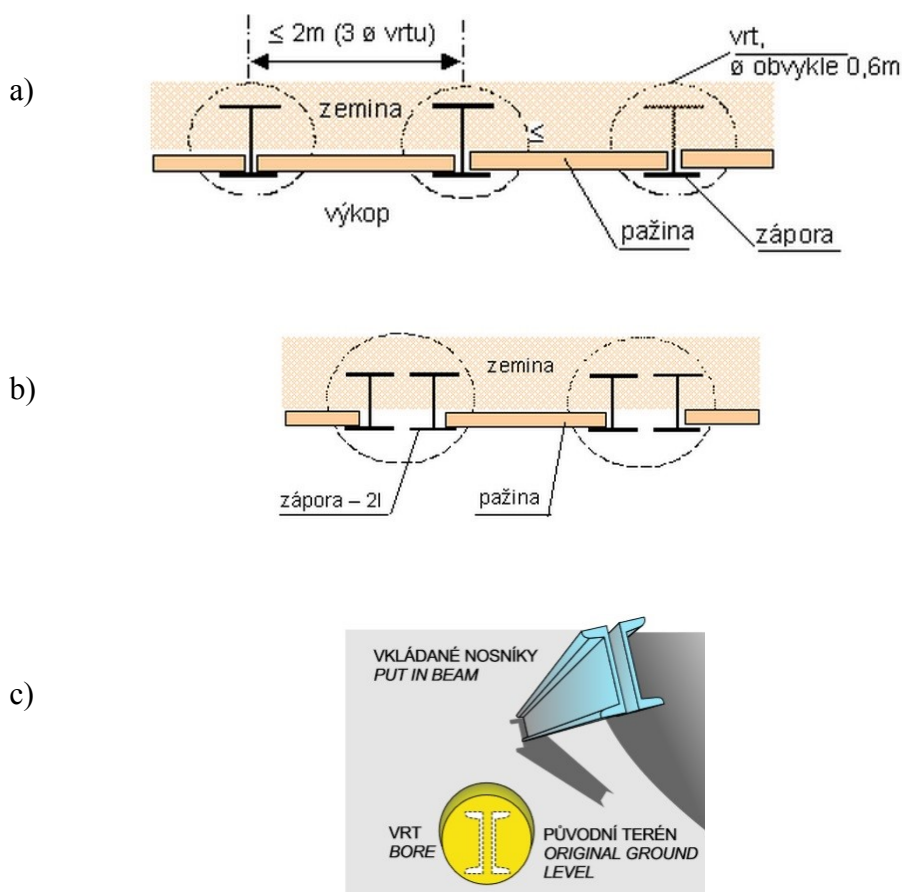 a)
≤ 2m (3 ø vrtu)
vrt,
ø obvykle 0,6m
zemina
≤
výkop
pažina
zápora
b)
zemina
zápora – 2I
pažina
c)
VKLÁDANÉ NOSNÍKY
PUT IN BEAM
VRT
BORE
PŮVODNÍ TERÉN
ORIGINAL GROUND
LEVEL